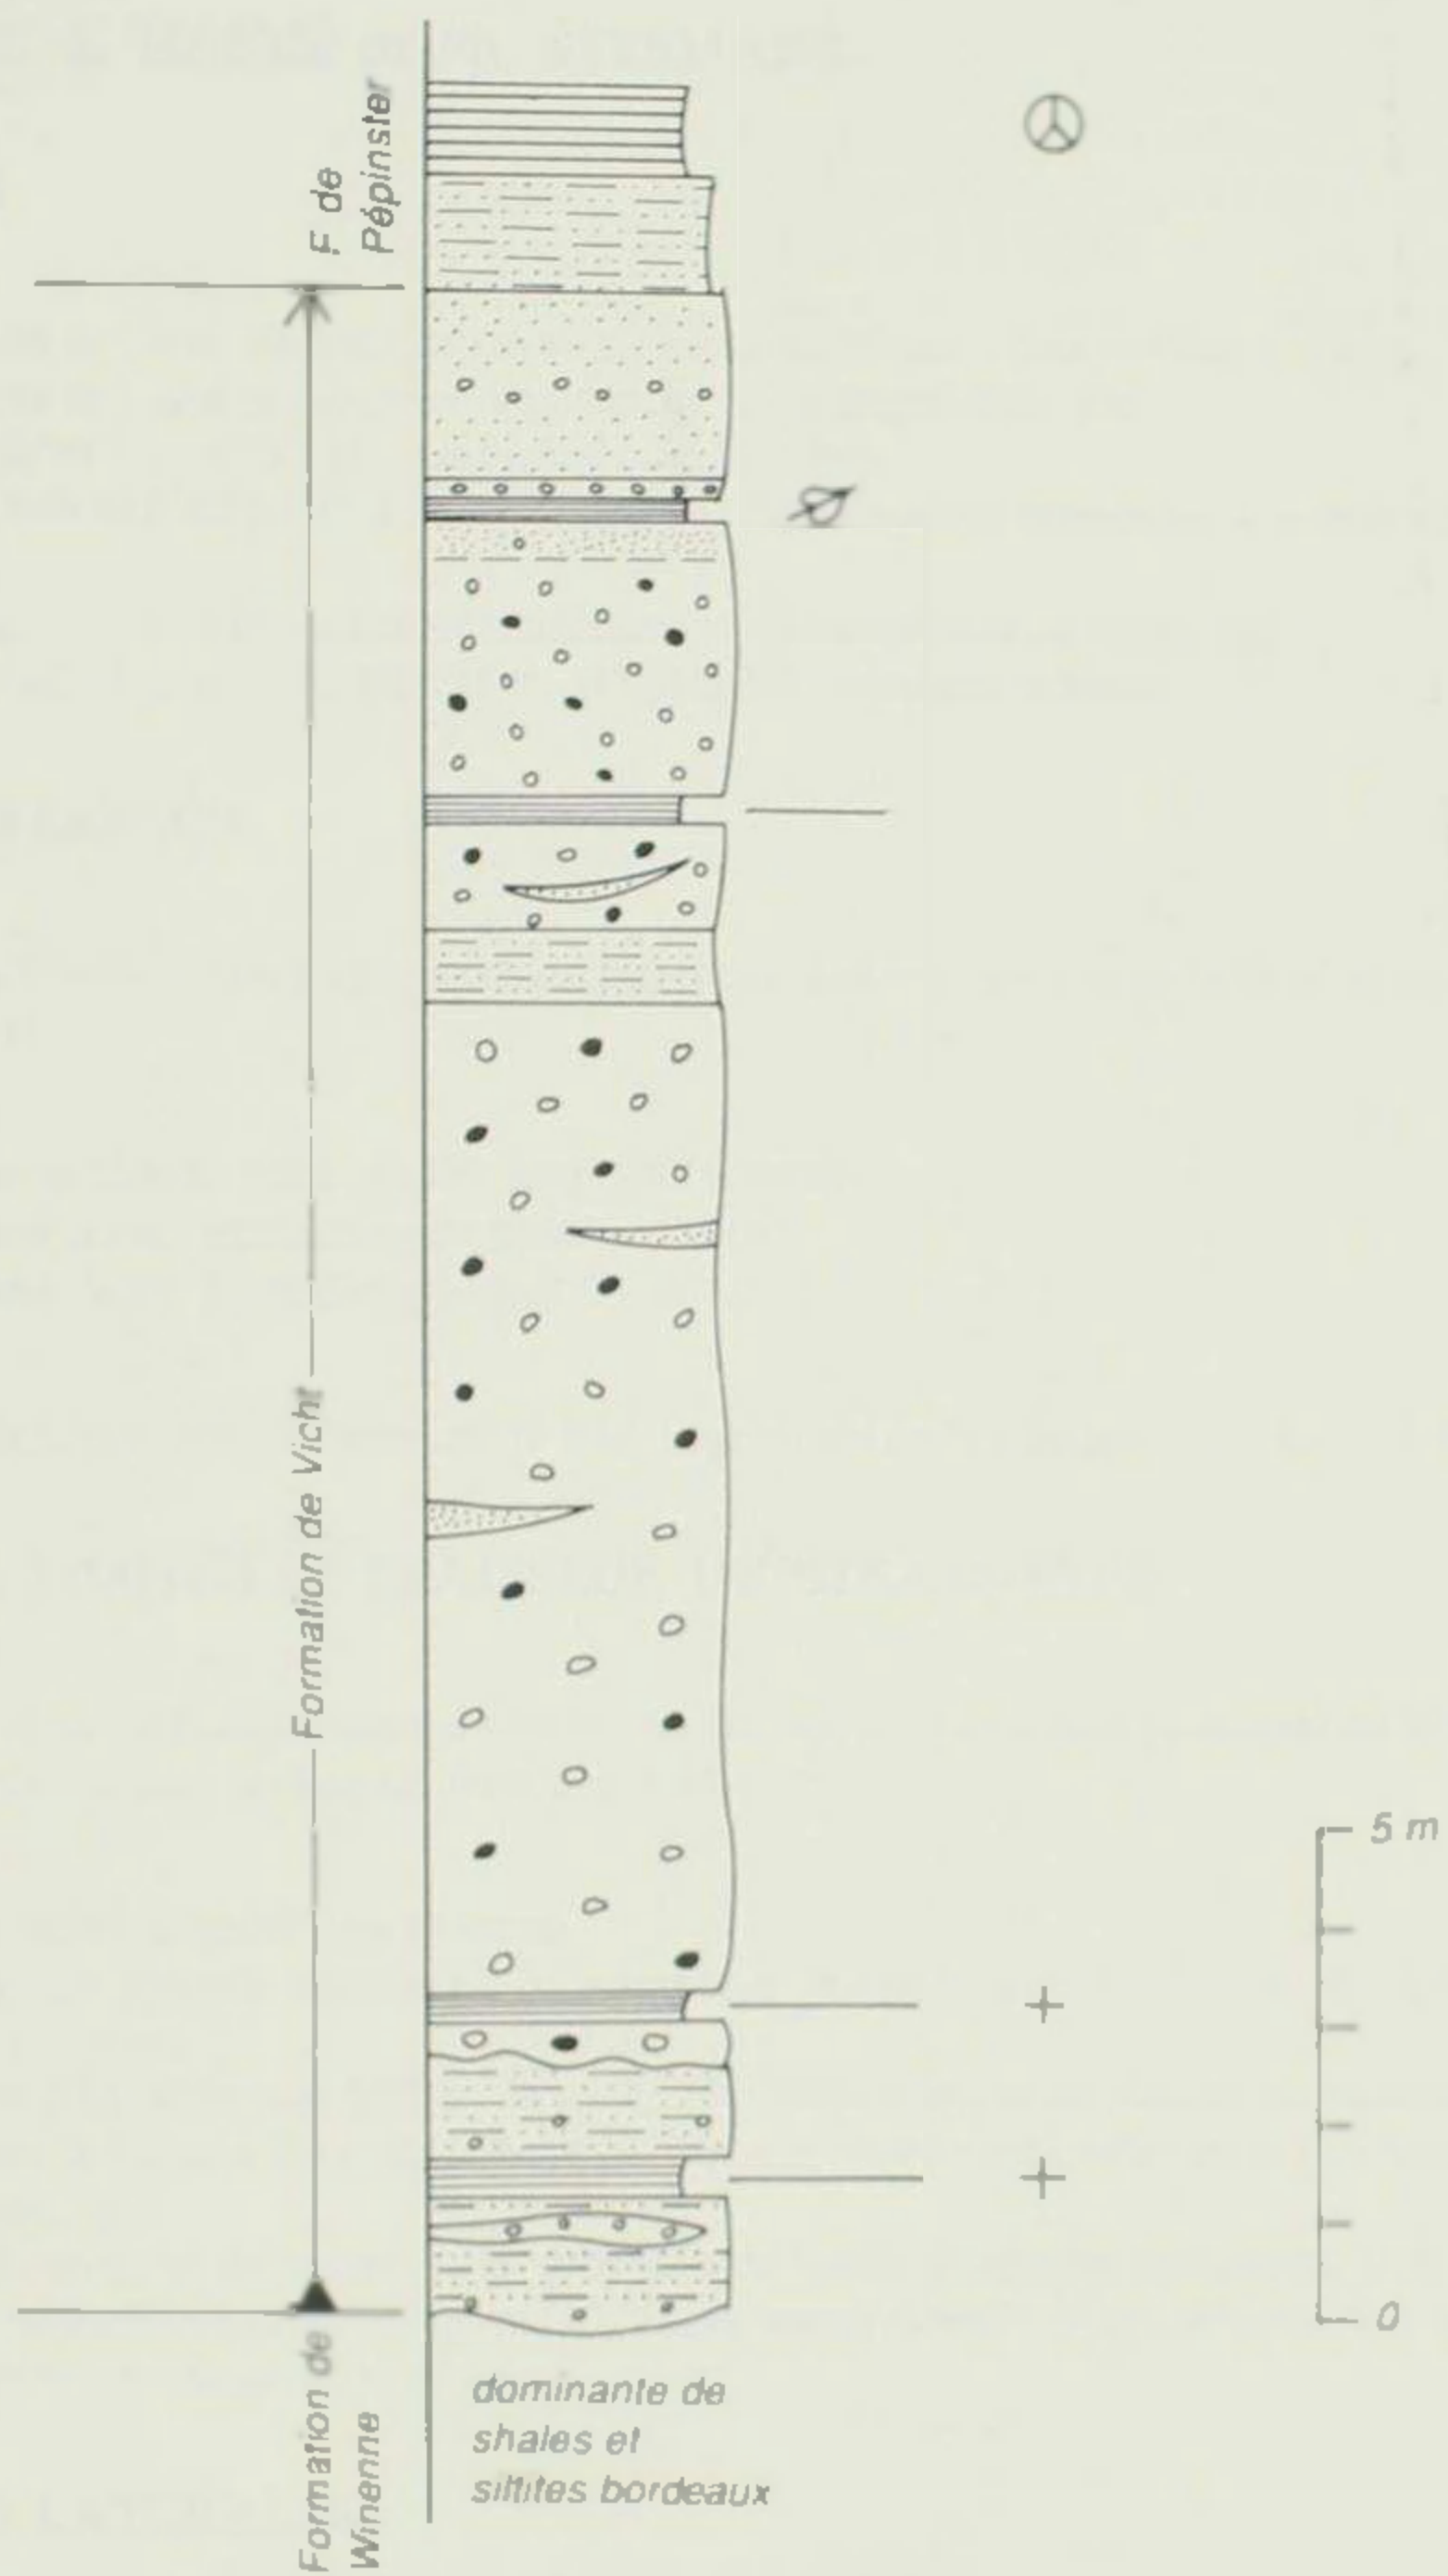 F. de
Pépinster
Formation de Vicht
5 m
0
Formation de
Winenne
dominante de
shales et
siltites bordeaux